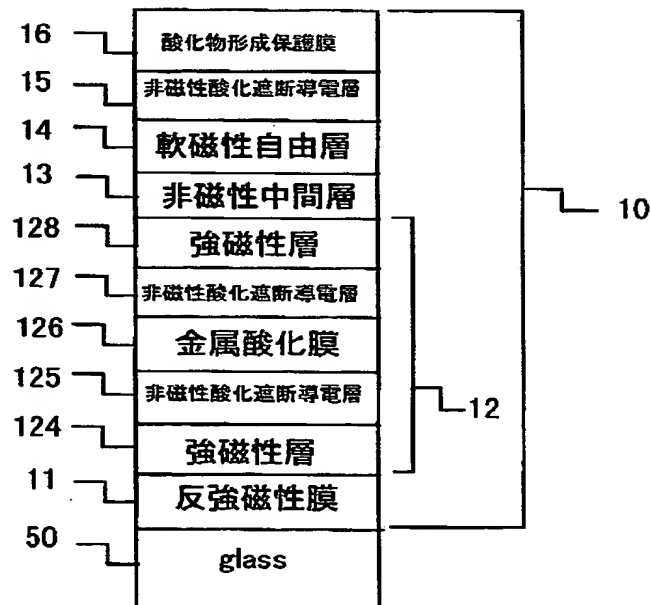 16 酸化物形成保護膜
15 非磁性酸化遮断導電層
14 軟磁性自由層
13 非磁性中間層
10
128 強磁性層
127 非磁性酸化遮断導電層
126 金属酸化膜
125 非磁性酸化遮断導電層
12
124 強磁性層
11 反強磁性膜
50 glass